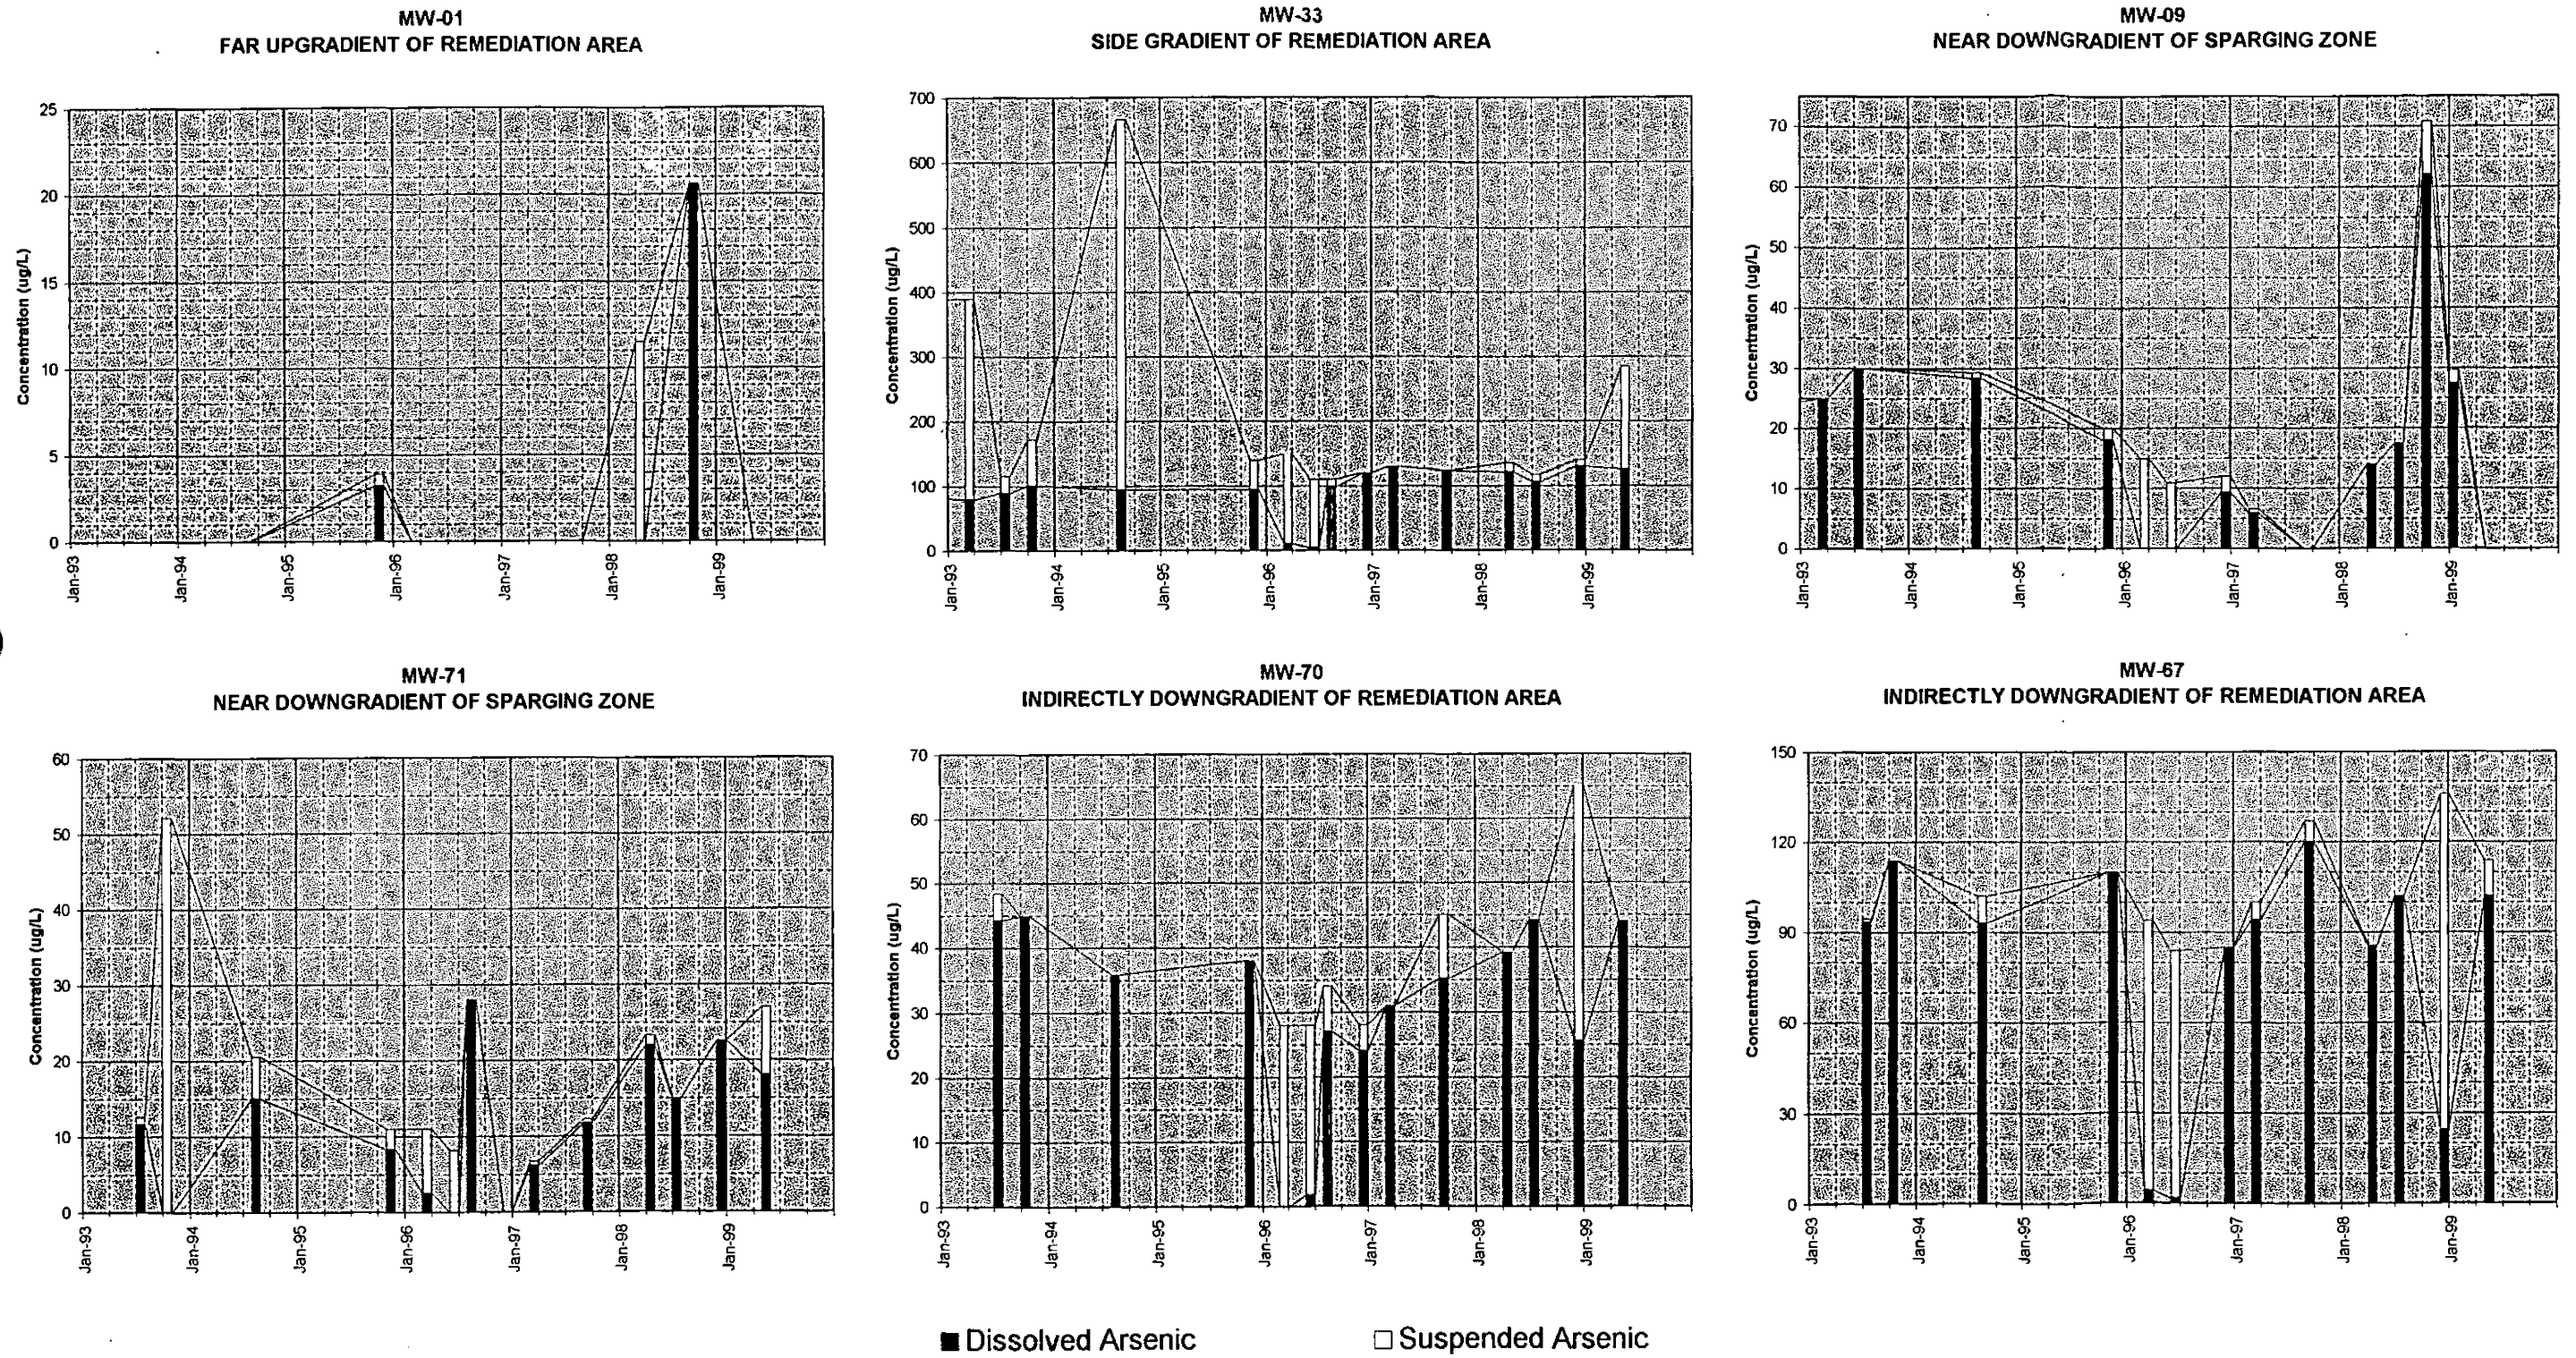 MW-01
FAR UPGRADIENT OF REMEDIATION AREA
Concentration (ug/L)
25
20
15
10
5
0
Jan-93
Jan-94
Jan-95
Jan-96
Jan-97
Jan-98
Jan-99
MW-33
SIDE GRADIENT OF REMEDIATION AREA
Concentration (ug/L)
700
600
500
400
300
200
100
0
Jan-93
Jan-94
Jan-95
Jan-96
Jan-97
Jan-98
Jan-99
MW-09
NEAR DOWNGRADIENT OF SPARGING ZONE
Concentration (ug/L)
70
60
50
40
30
20
10
0
Jan-93
Jan-94
Jan-95
Jan-96
Jan-97
Jan-98
Jan-99
MW-71
NEAR DOWNGRADIENT OF SPARGING ZONE
Concentration (ug/L)
60
50
40
30
20
10
0
Jan-93
Jan-94
Jan-95
Jan-96
Jan-97
Jan-98
Jan-99
MW-70
INDIRECTLY DOWNGRADIENT OF REMEDIATION AREA
Concentration (ug/L)
70
60
50
40
30
20
10
0
Jan-93
Jan-94
Jan-95
Jan-96
Jan-97
Jan-98
Jan-99
MW-67
INDIRECTLY DOWNGRADIENT OF REMEDIATION AREA
Concentration (ug/L)
150
120
90
60
30
0
Jan-93
Jan-94
Jan-95
Jan-96
Jan-97
Jan-98
Jan-99
Dissolved Arsenic
Suspended Arsenic